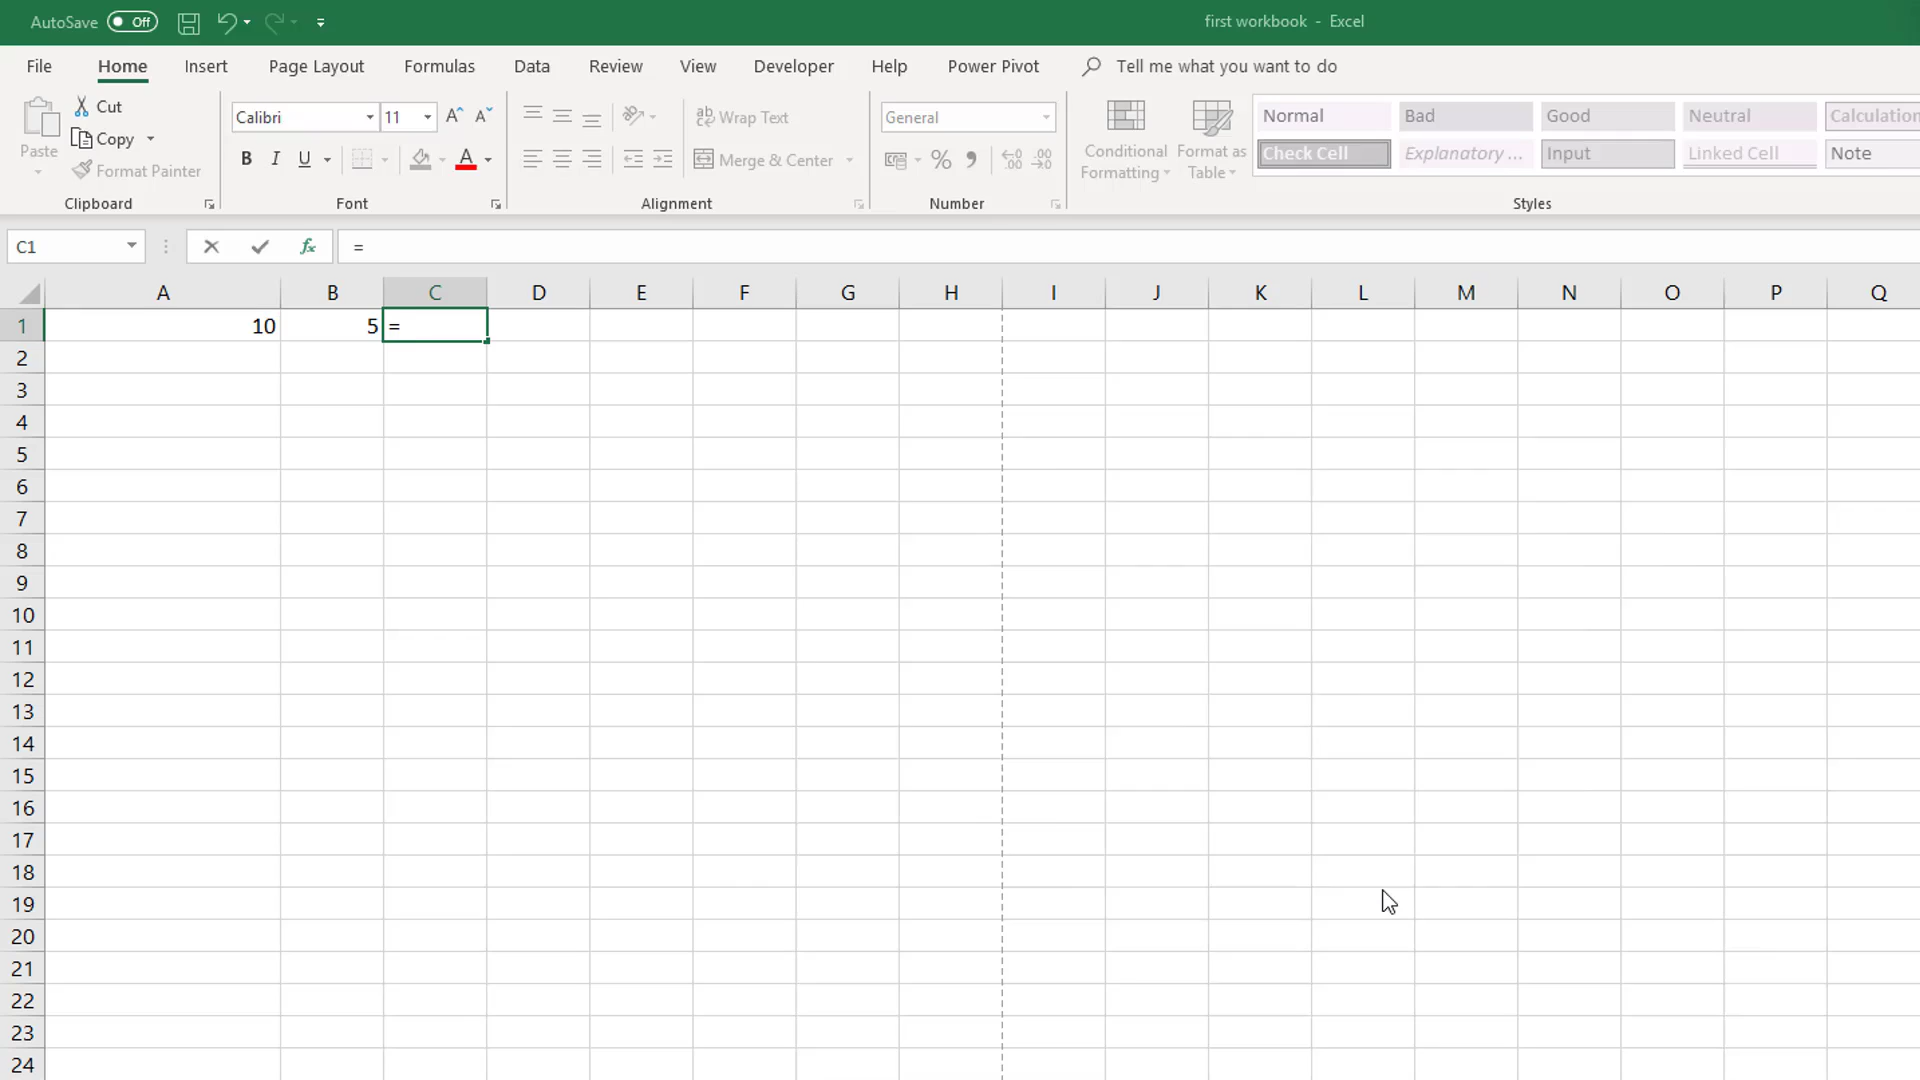 AutoSave Off
first workbook - Excel
File Home Insert Page Layout Formulas Data Review View Developer Help Power Pivot Tell me what you want to do
Paste
Cut
Copy
Format Painter
Clipboard
Calibri 11
B I U A
Font
ab Wrap Text
Merge & Center
Alignment
General
%
Number
Conditional Formatting
Format as Table
Normal Bad Good Neutral Calculation
Check Cell Explanatory ... Input Linked Cell Note
Styles
C1 fx =
A B C D E F G H I J K L M N O P Q
1 10 5 =
2
3
4
5
6
7
8
9
10
11
12
13
14
15
16
17
18
19
20
21
22
23
24